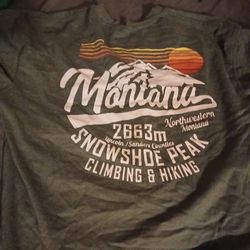 Montana
Northwestern
Montana
2663m
Lincoln/Sanders Counties
SNOWSHOE PEAK
CLIMBING & HIKING